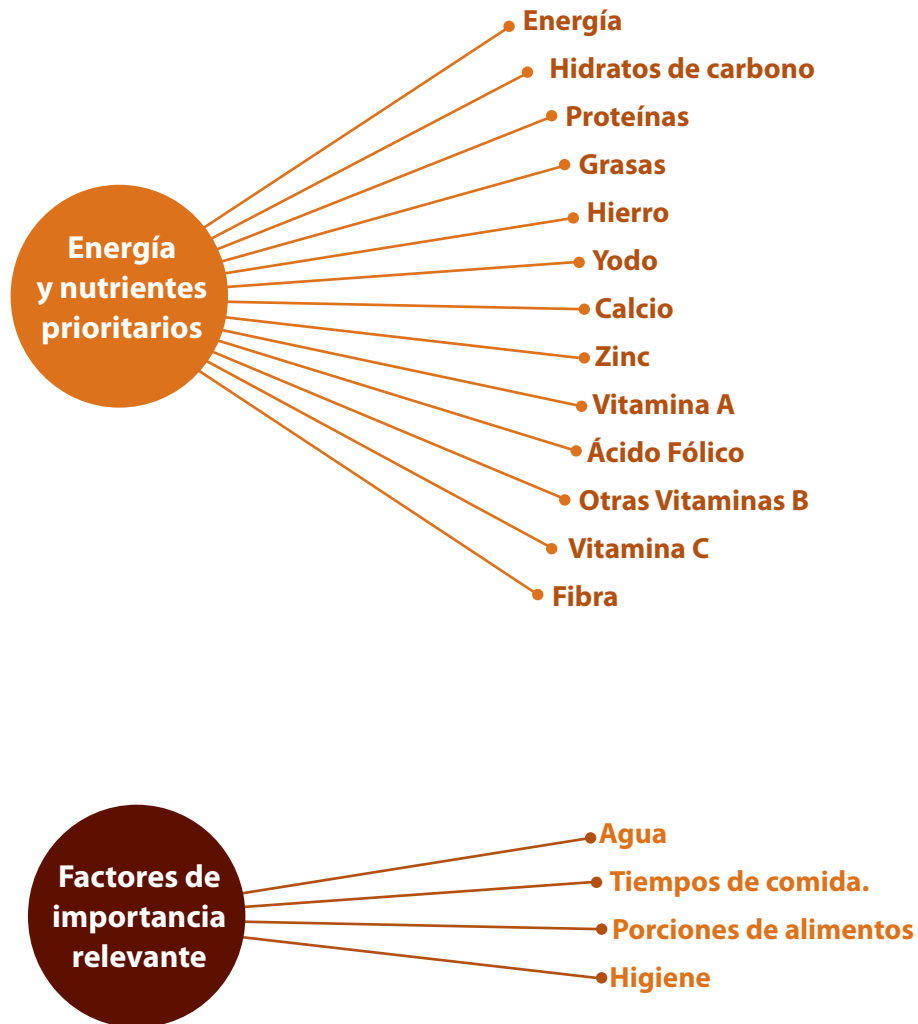 Energía
y nutrientes
prioritarios
Energía
Hidratos de carbono
Proteínas
Grasas
Hierro
Yodo
Calcio
Zinc
Vitamina A
Ácido Fólico
Otras Vitaminas B
Vitamina C
Fibra
Factores de
importancia
relevante
Agua
Tiempos de comida.
Porciones de alimentos
Higiene